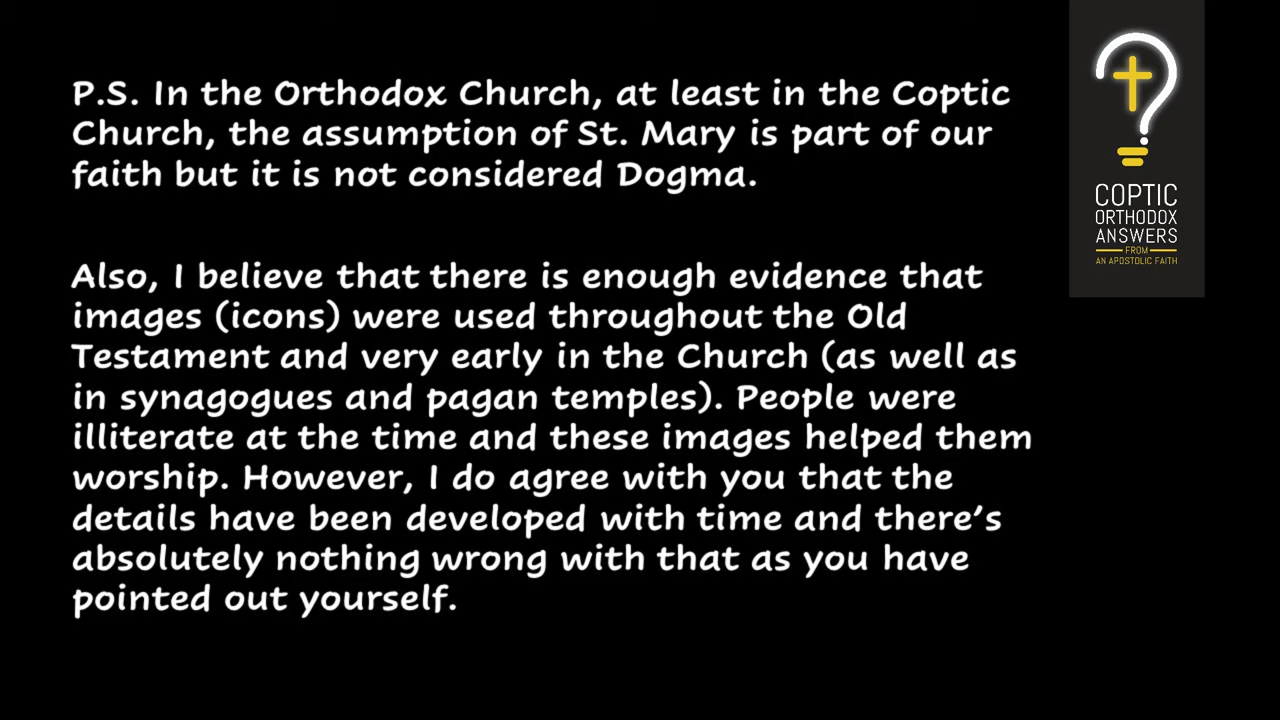 P.S. In the Orthodox Church, at least in the Coptic
Church, the assumption of St. Mary is part of our
faith but it is not considered Dogma.
Also, I believe that there is enough evidence that
images (icons) were used throughout the Old
Testament and very early in the Church (as well as
in synagogues and pagan temples). People were
illiterate at the time and these images helped them
worship. However, I do agree with you that the
details have been developed with time and there's
absolutely nothing wrong with that as you have
pointed out yourself.
COPTIC
ORTHODOX
ANSWERS
FROM
AN APOSTOLIC FAITH